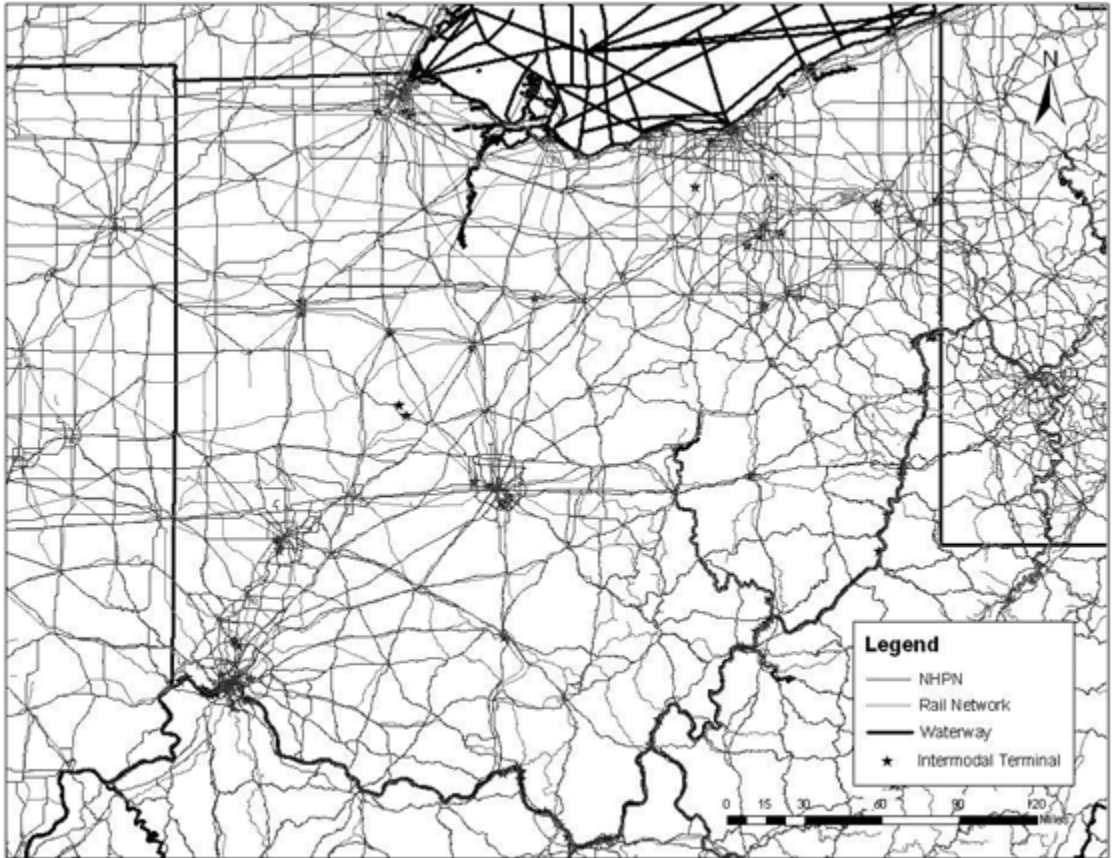 N
Legend
NHPN
Rail Network
Waterway
Intermodal Terminal
0 15 30 60 90 120
Miles